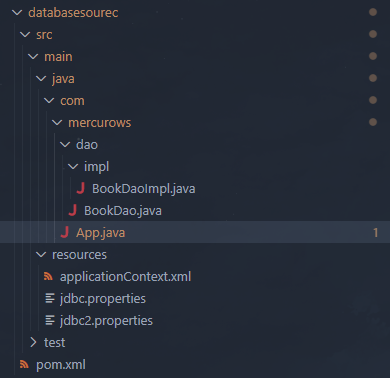 databasesourec
src
main
java
com
mercurows
dao
impl
BookDaoImpl.java
BookDao.java
App.java 1
resources
applicationContext.xml
jdbc.properties
jdbc2.properties
test
pom.xml